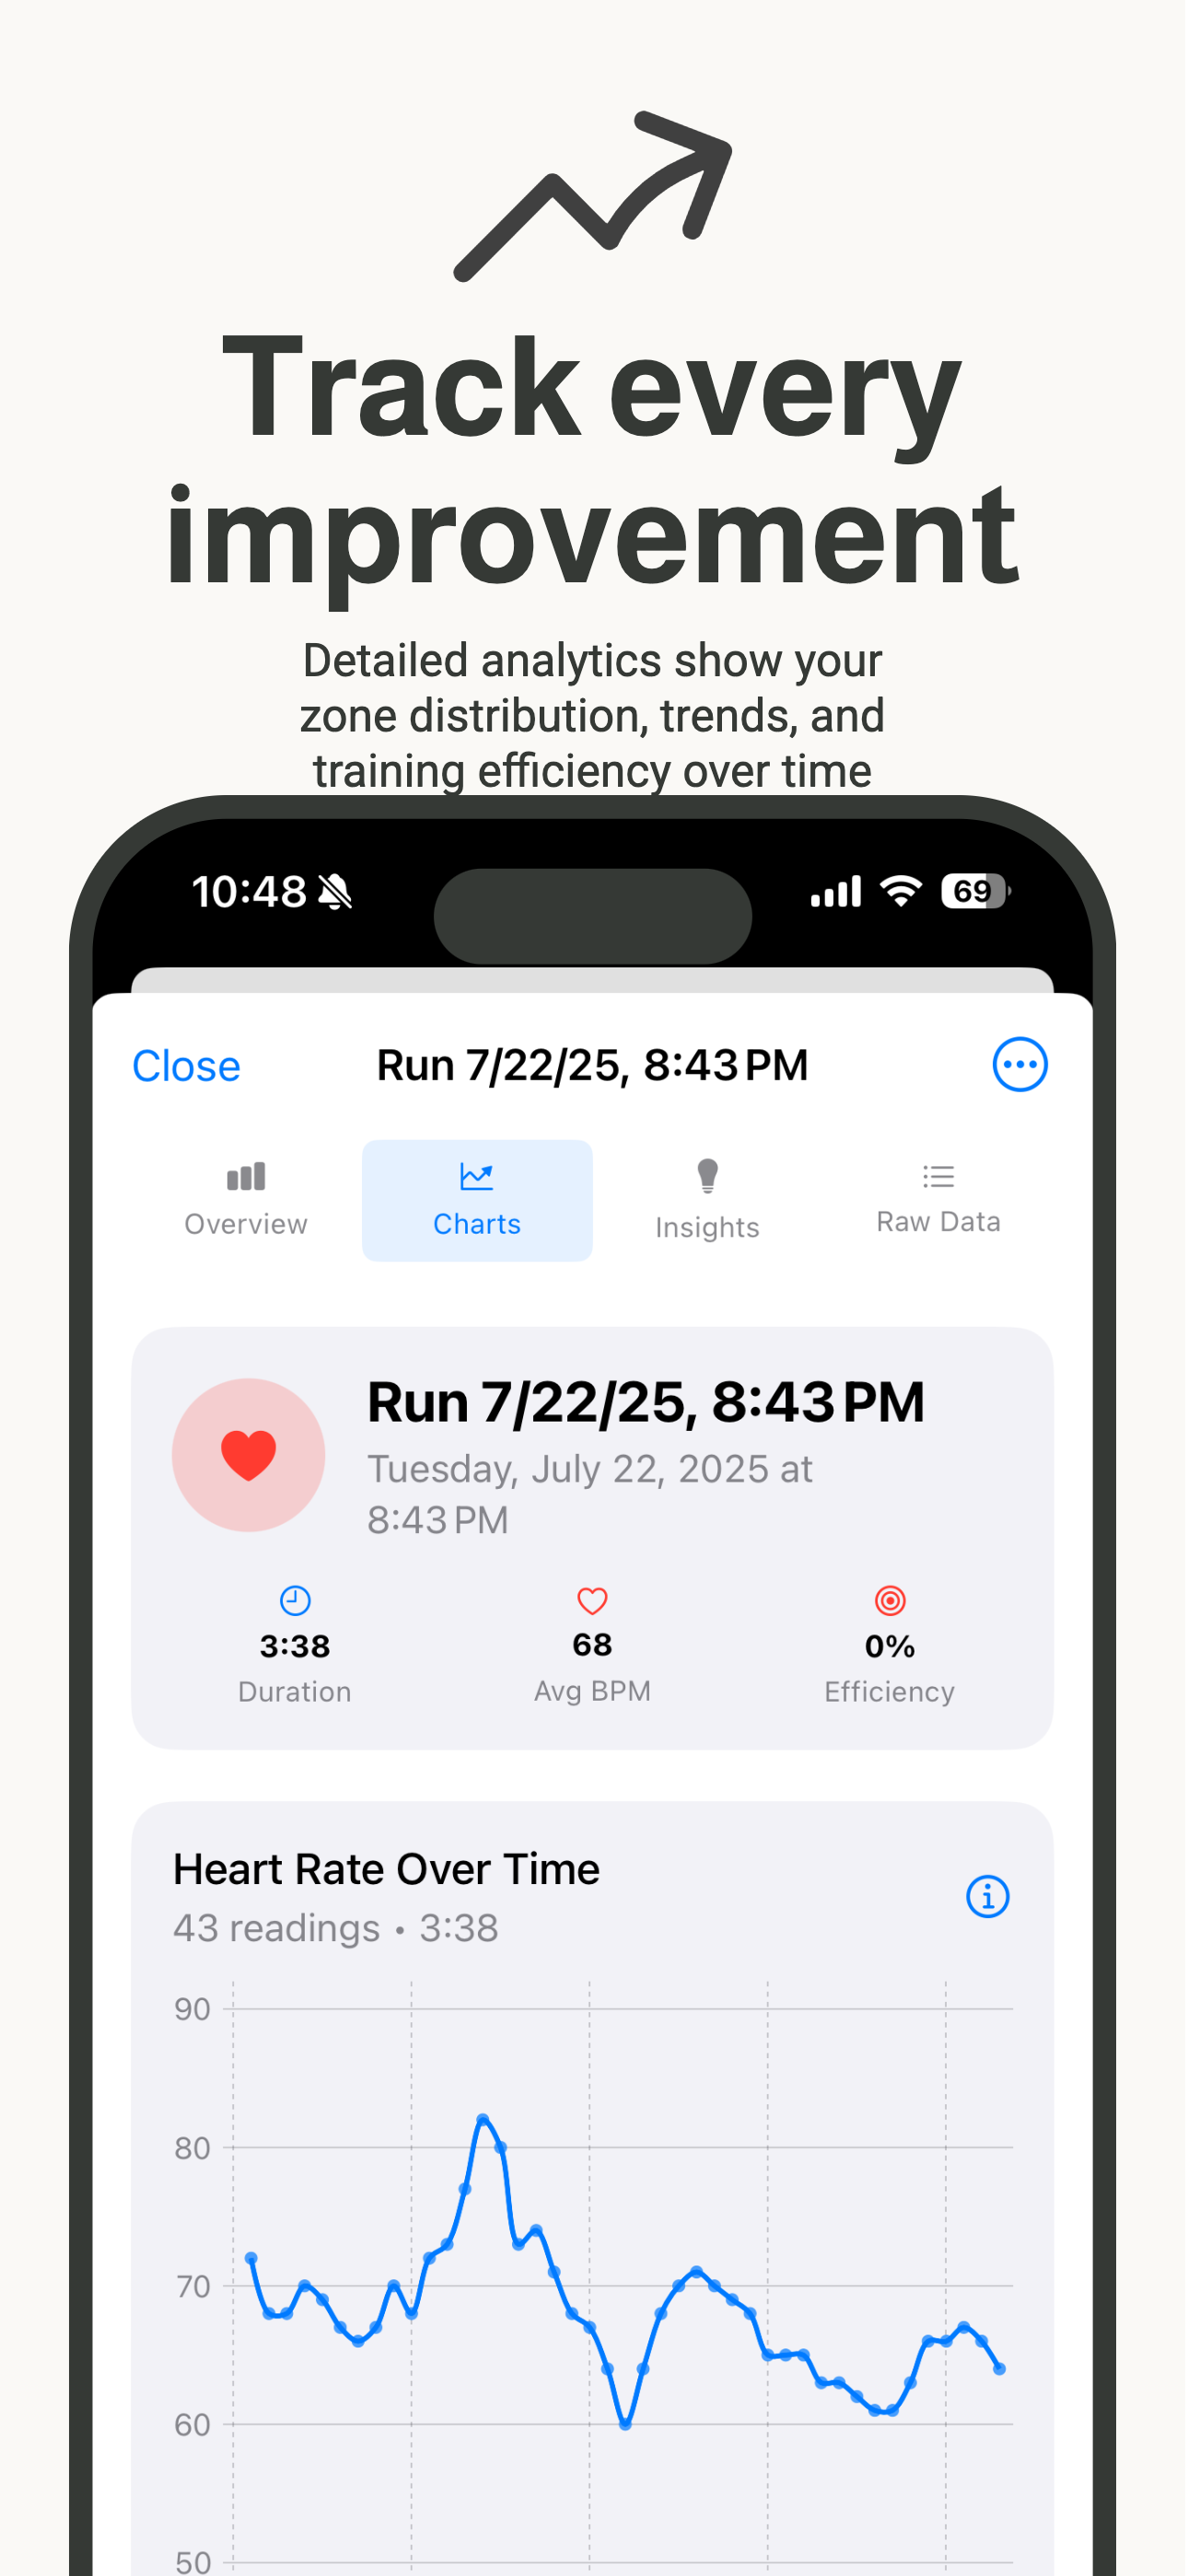 Track every
improvement
Detailed analytics show your
zone distribution, trends, and
training efficiency over time
10:48
69
Close
Run 7/22/25, 8:43 PM
Overview
Charts
Insights
Raw Data
Run 7/22/25, 8:43 PM
Tuesday, July 22, 2025 at
8:43 PM
3:38
68
0%
Duration
Avg BPM
Efficiency
Heart Rate Over Time
43 readings • 3:38
90
80
70
60
50